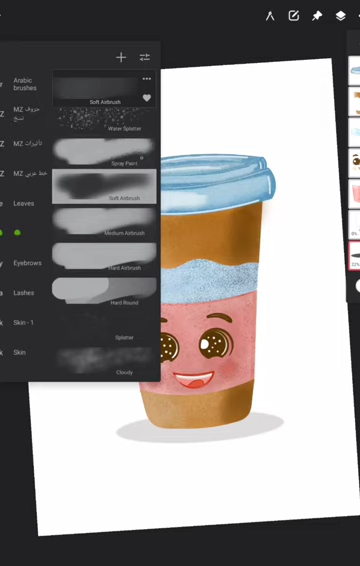 Arabic
brushes
Soft Airbrush
MZ حروف
نسخ
Water Splatter
MZ تأثيرات
Spray Paint
خط عربي MZ
Soft Airbrush
Leaves
Medium Airbrush
Eyebrows
Hard Airbrush
Lashes
Hard Round
Skin - 1
Splatter
Skin
Cloudy